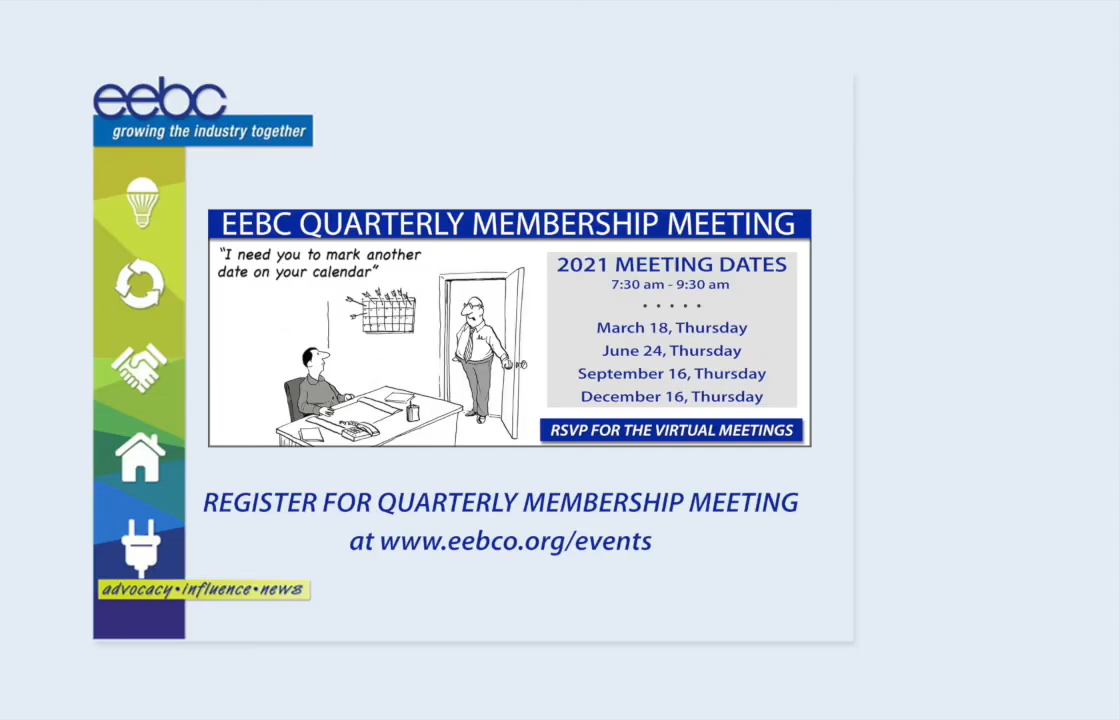 eebc
growing the industry together
EEBC QUARTERLY MEMBERSHIP MEETING
"I need you to mark another
date on your calendar"
2021 MEETING DATES
7:30 am - 9:30 am
• • • • •
March 18, Thursday
June 24, Thursday
September 16, Thursday
December 16, Thursday
RSVP FOR THE VIRTUAL MEETINGS
REGISTER FOR QUARTERLY MEMBERSHIP MEETING
at www.eebco.org/events
advocacy•influence•news